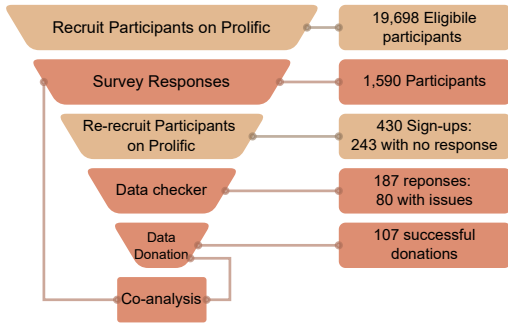 Recruit Participants on Prolific
19,698 Eligibile
participants
Survey Responses
1,590 Participants
Re-recruit Participants
on Prolific
430 Sign-ups:
243 with no response
Data checker
187 reponses:
80 with issues
Data
Donation
107 successful
donations
Co-analysis